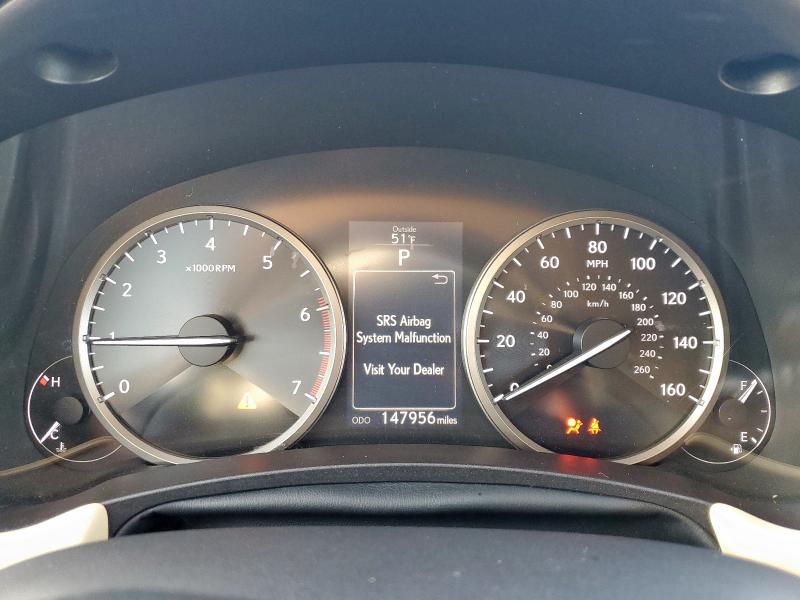 Outside
51°F
P
SRS Airbag
System Malfunction
Visit Your Dealer
ODO 147956 miles
0
1
2
3
4
5
6
7
x1000RPM
H
C
0
20
40
60
80
100
120
140
160
MPH
0
20
40
60
80
100
120
140
160
180
200
220
240
260
km/h
F
E